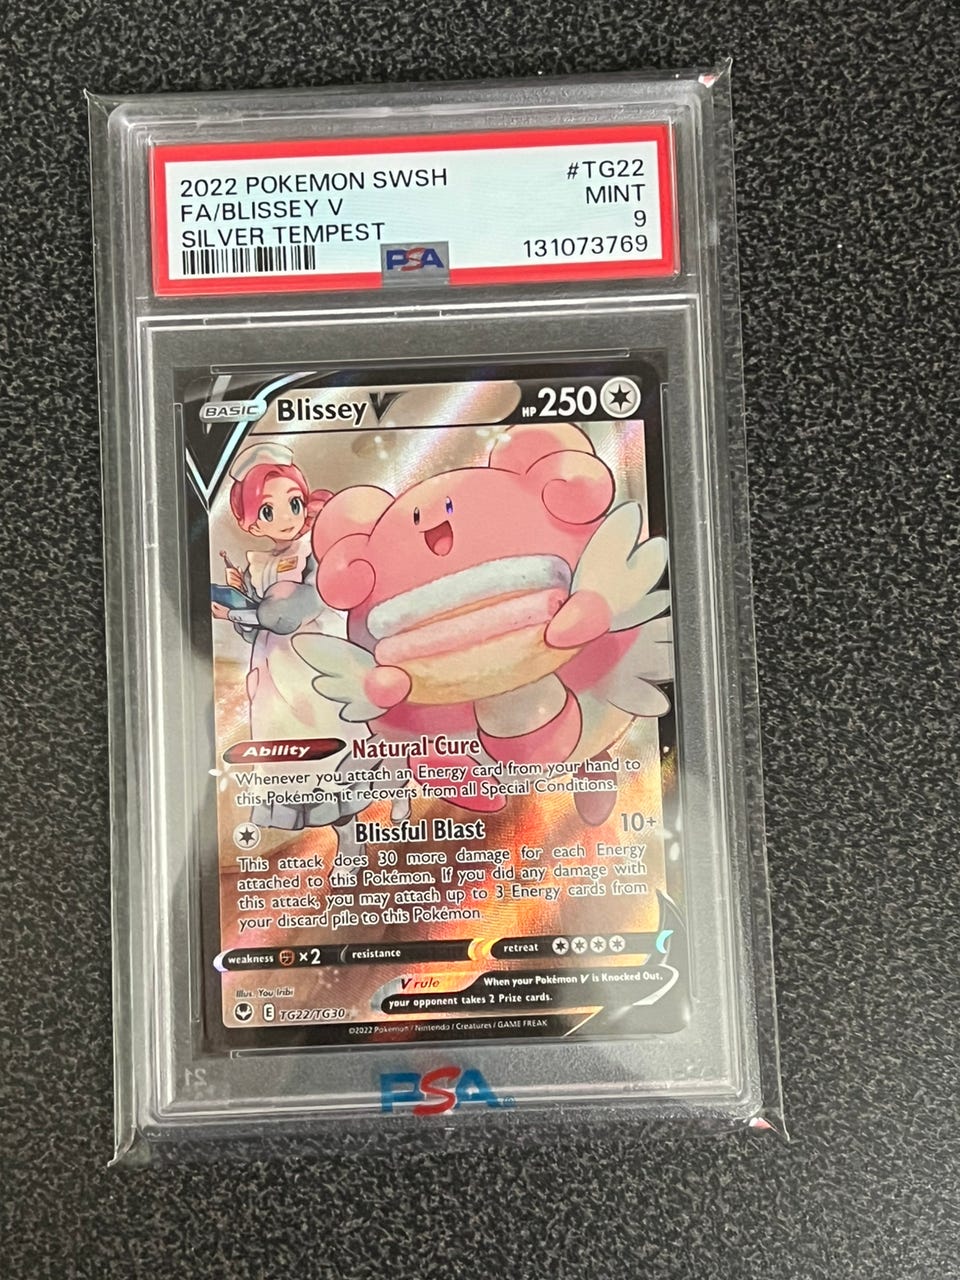 2022 POKEMON SWSH #TG22
FA/BLISSEY V MINT
SILVER TEMPEST 9
PSA 131073769
BASIC Blissey V HP 250
Ability Natural Cure
Whenever you attach an Energy card from your hand to
this Pokémon, it recovers from all Special Conditions.
Blissful Blast 10+
This attack does 30 more damage for each Energy
attached to this Pokémon. If you did any damage with
this attack, you may attach up to 3 Energy cards from
your discard pile to this Pokémon.
weakness ×2 resistance retreat
V rule When your Pokémon V is Knocked Out,
your opponent takes 2 Prize cards.
Illus. You Iribi
E TG22/TG30
©2022 Pokémon / Nintendo / Creatures / GAME FREAK
PSA®